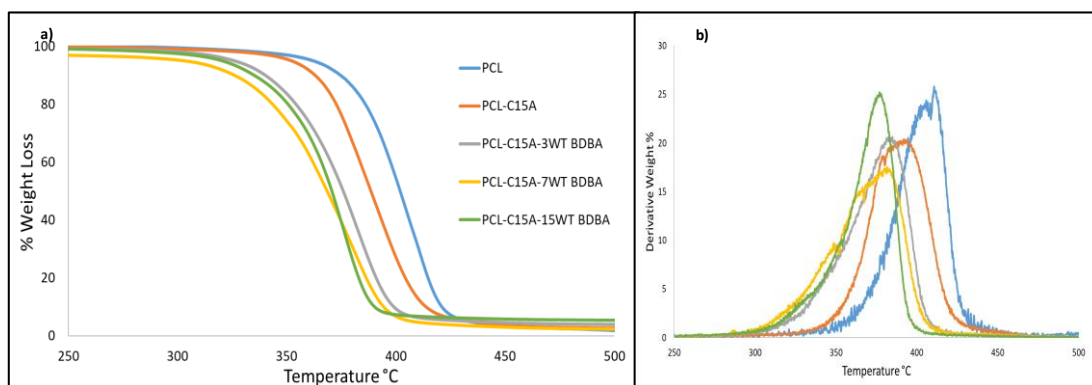 a)
% Weight Loss
100
80
60
40
20
0
250
300
350
400
450
500
Temperature °C
PCL
PCL-C15A
PCL-C15A-3WT BDBA
PCL-C15A-7WT BDBA
PCL-C15A-15WT BDBA
b)
Derivative Weight %
30
25
20
15
10
5
0
250
300
350
400
450
500
Temperature °C